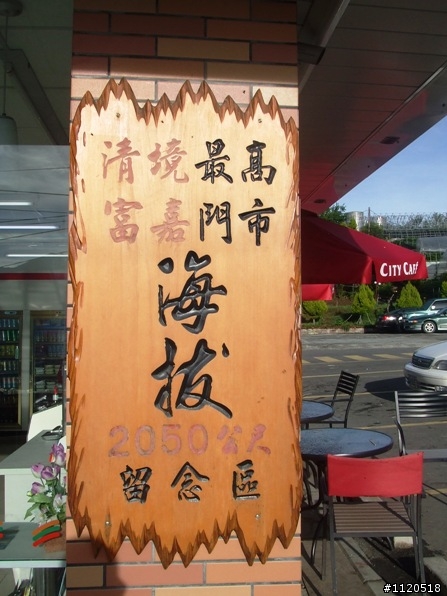 清境最高
富嘉門市
海
拔
2050公尺
留念區
CITY CAFÉ
#1120518